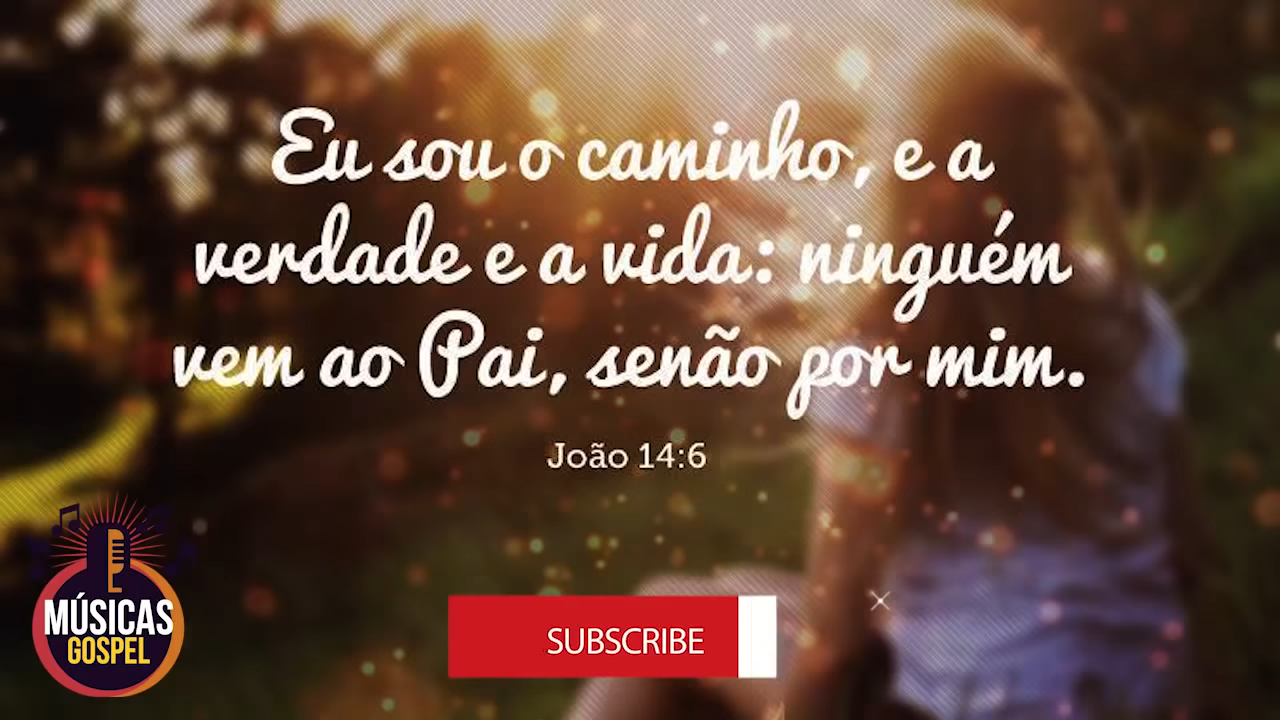 Eu sou o caminho, e a
verdade e a vida: ninguém
vem ao Pai, senão por mim.
João 14:6
MÚSICAS
GOSPEL
SUBSCRIBE